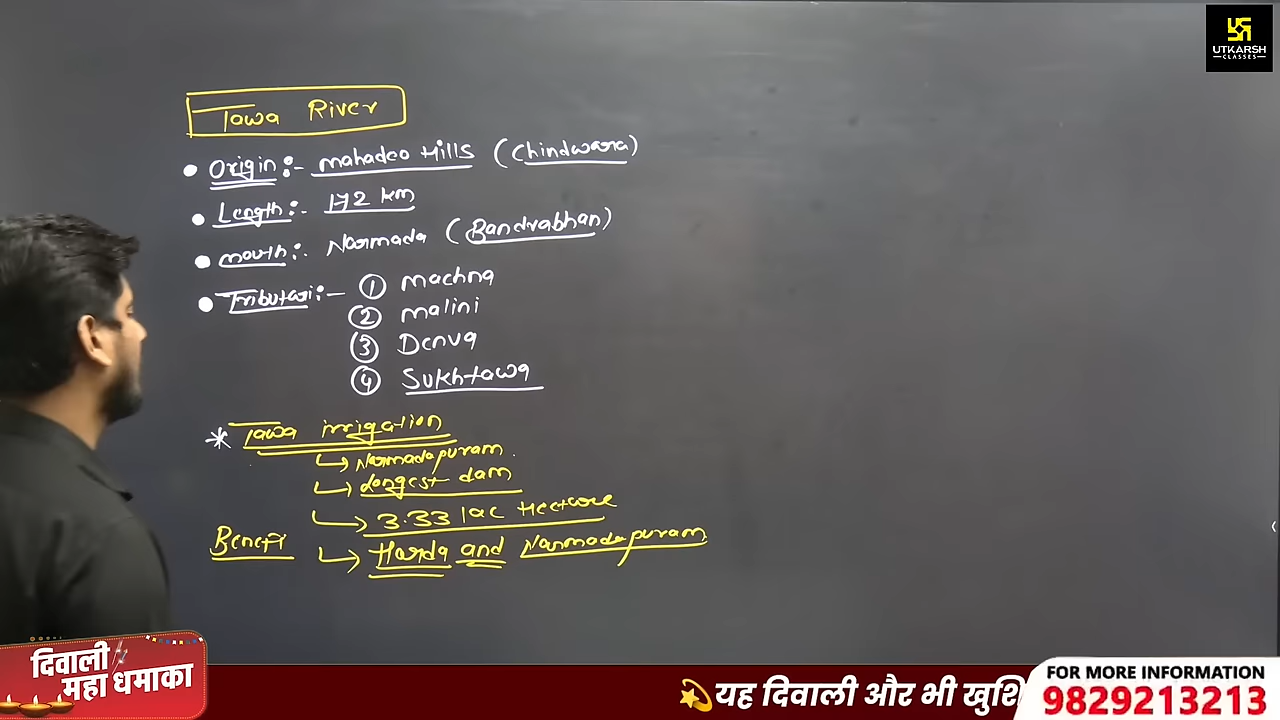 UTKARSH
CLASSES
Tawa River
• Origin:- mahadeo Hills (Chindwara)
• Length:- 172 km
• mouth:- Narmada (Bandrabhan)
• Tributari:- ① machna
② malini
③ Denva
④ Sukhtawa
* Tawa irrigation
↳ Narmadapuram
↳ Longest dam
↳ 3.33 lac Hectare
Benefi ↳ Harda and Narmadapuram
दिवाली
महा धमाका
यह दिवाली और भी खुशि
FOR MORE INFORMATION
9829213213